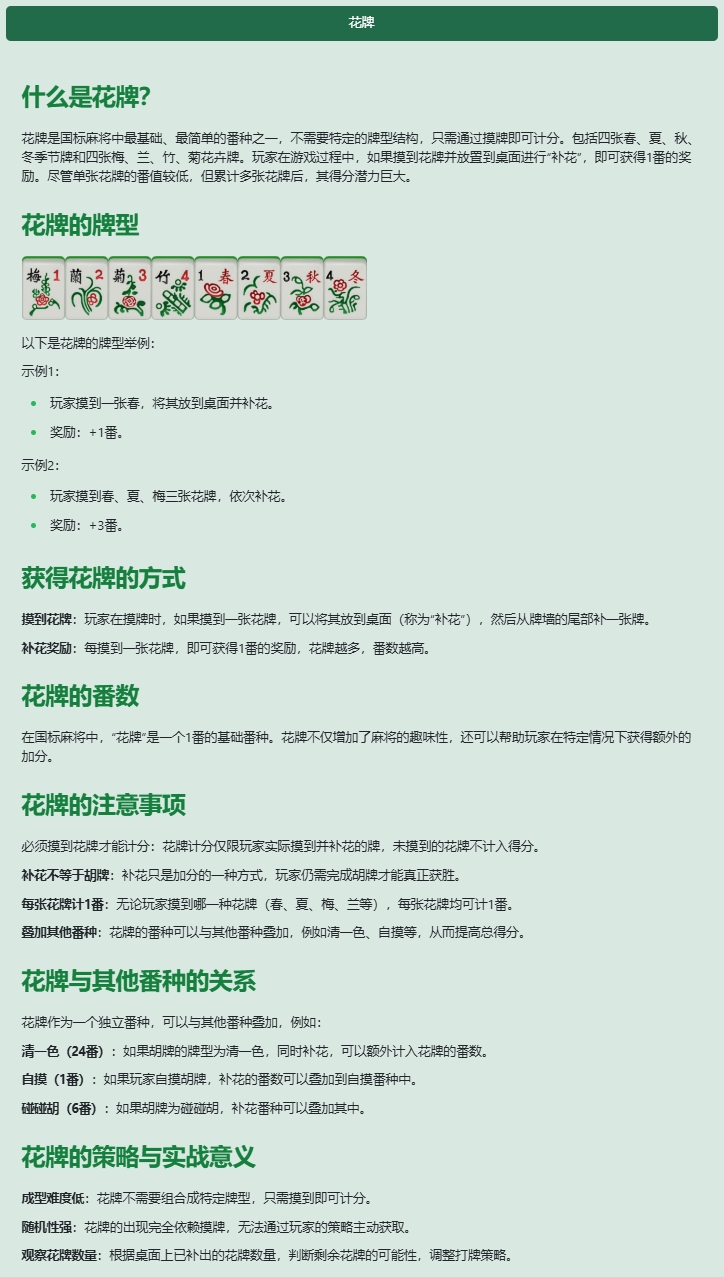 花牌
什么是花牌?
花牌是国标麻将中最基础、最简单的番种之一，不需要特定的牌型结构，只需通过摸牌即可计分。包括四张春、夏、秋、
冬季节牌和四张梅、兰、竹、菊花卉牌。玩家在游戏过程中，如果摸到花牌并放置到桌面进行“补花”，即可获得1番的奖
励。尽管单张花牌的番值较低，但累计多张花牌后，其得分潜力巨大。
花牌的牌型
梅1 蘭2 菊3 竹4 1春 2夏 3秋 4冬
以下是花牌的牌型举例：
示例1：
玩家摸到一张春，将其放到桌面并补花。
奖励：+1番。
示例2：
玩家摸到春、夏、梅三张花牌，依次补花。
奖励：+3番。
获得花牌的方式
摸到花牌：玩家在摸牌时，如果摸到一张花牌，可以将其放到桌面（称为“补花”），然后从牌墙的尾部补一张牌。
补花奖励：每摸到一张花牌，即可获得1番的奖励，花牌越多，番数越高。
花牌的番数
在国标麻将中，“花牌”是一个1番的基础番种。花牌不仅增加了麻将的趣味性，还可以帮助玩家在特定情况下获得额外的
加分。
花牌的注意事项
必须摸到花牌才能计分：花牌计分仅限玩家实际摸到并补花的牌，未摸到的花牌不计入得分。
补花不等于胡牌：补花只是加分的一种方式，玩家仍需完成胡牌才能真正获胜。
每张花牌计1番：无论玩家摸到哪一种花牌（春、夏、梅、兰等），每张花牌均可计1番。
叠加其他番种：花牌的番种可以与其他番种叠加，例如清一色、自摸等，从而提高总得分。
花牌与其他番种的关系
花牌作为一个独立番种，可以与其他番种叠加，例如：
清一色（24番）：如果胡牌的牌型为清一色，同时补花，可以额外计入花牌的番数。
自摸（1番）：如果玩家自摸胡牌，补花的番数可以叠加到自摸番种中。
碰碰胡（6番）：如果胡牌为碰碰胡，补花番种可以叠加其中。
花牌的策略与实战意义
成型难度低：花牌不需要组合成特定牌型，只需摸到即可计分。
随机性强：花牌的出现完全依赖摸牌，无法通过玩家的策略主动获取。
观察花牌数量：根据桌面上已补出的花牌数量，判断剩余花牌的可能性，调整打牌策略。